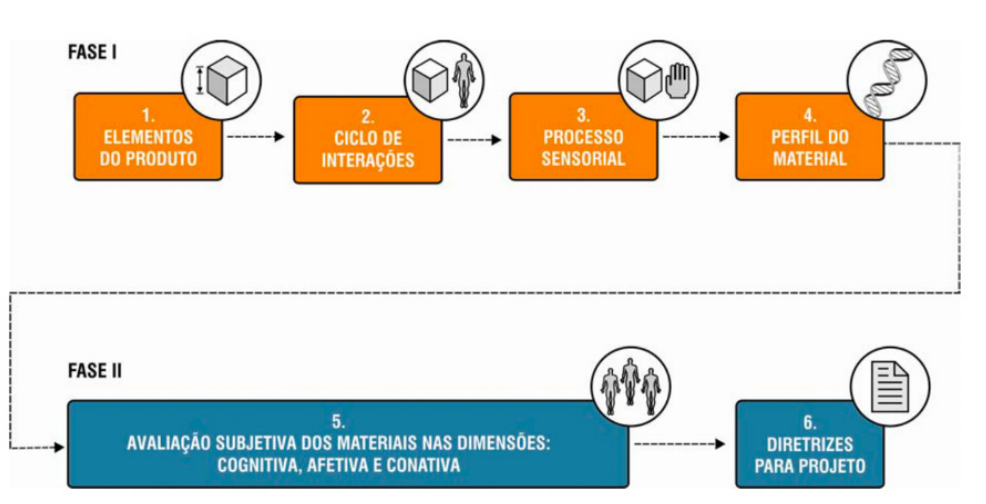 FASE I
1.
ELEMENTOS
DO PRODUTO
2.
CICLO DE
INTERAÇÕES
3.
PROCESSO
SENSORIAL
4.
PERFIL DO
MATERIAL
FASE II
5.
AVALIAÇÃO SUBJETIVA DOS MATERIAIS NAS DIMENSÕES:
COGNITIVA, AFETIVA E CONATIVA
6.
DIRETRIZES
PARA PROJETO